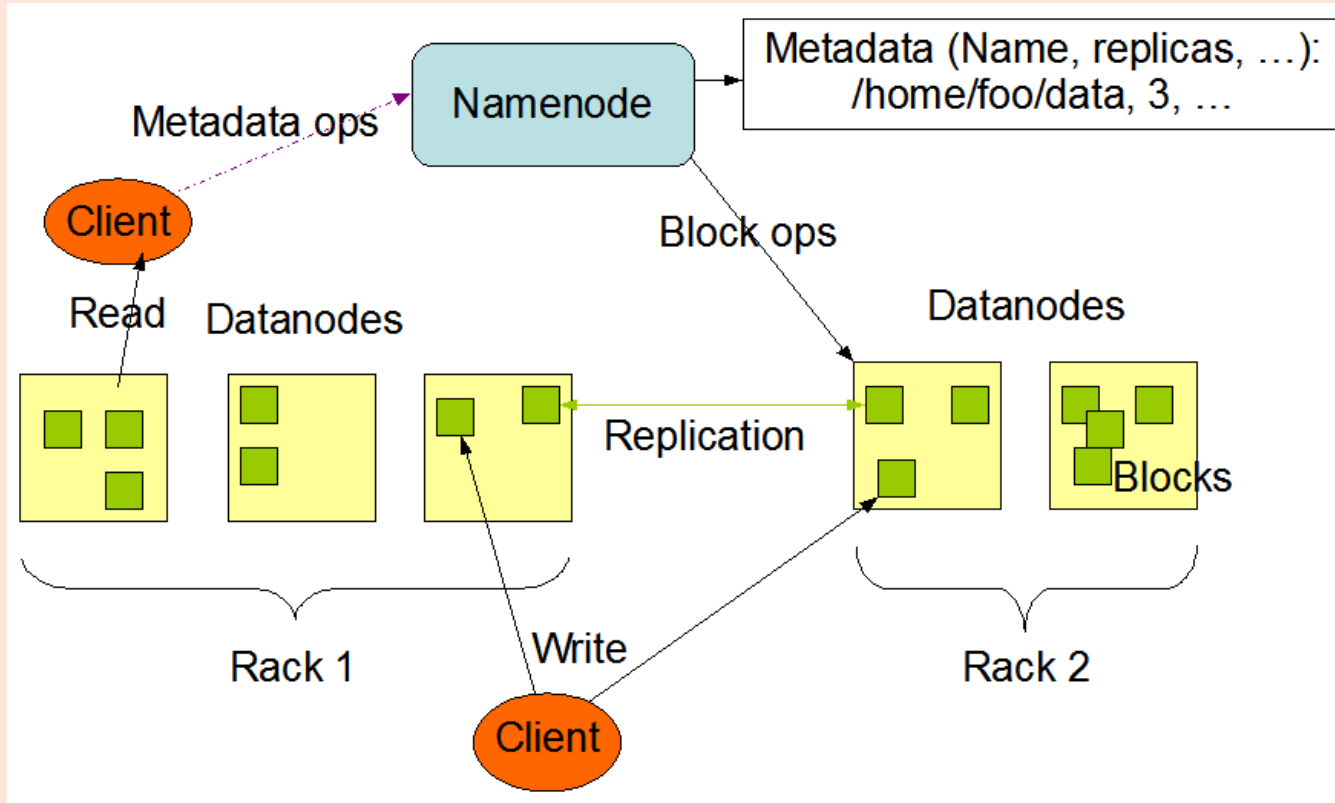 Metadata (Name, replicas, …):
/home/foo/data, 3, …
Namenode
Metadata ops
Client
Block ops
Read
Datanodes
Datanodes
Replication
Blocks
Rack 1
Write
Rack 2
Client